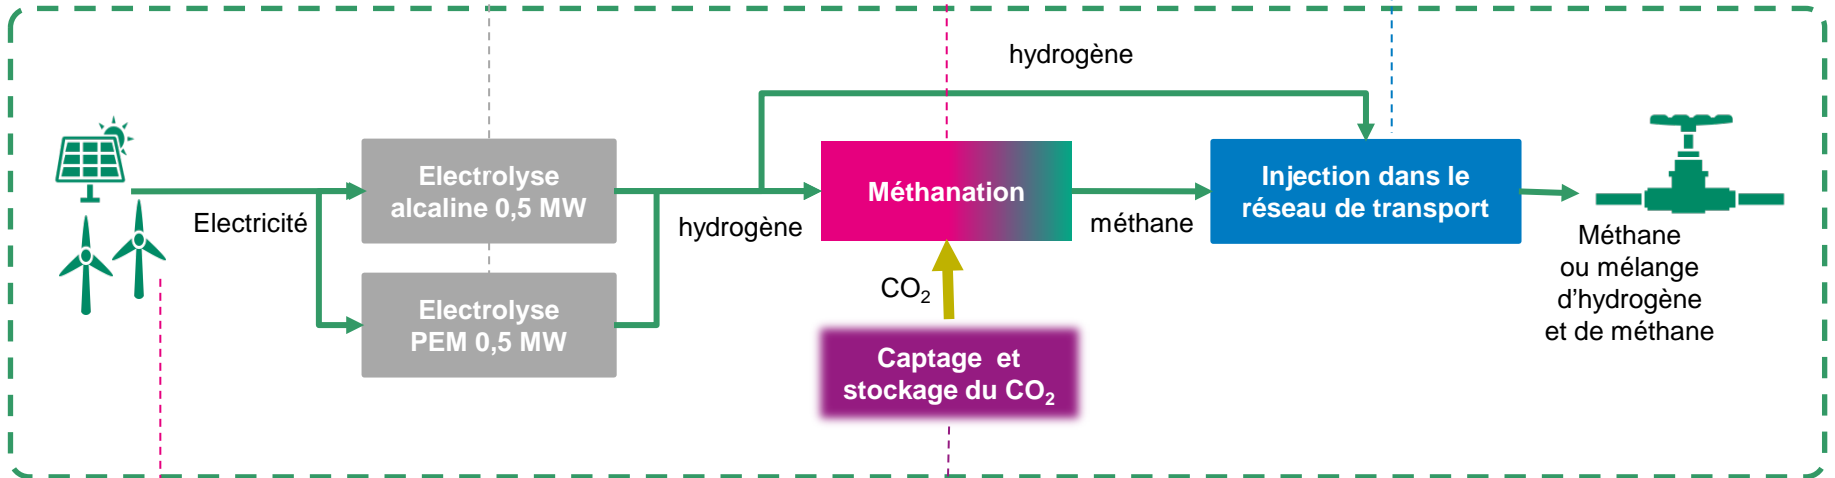 hydrogène
Electricité
Electrolyse
alcaline 0,5 MW
Electrolyse
PEM 0,5 MW
hydrogène
Méthanation
CO₂
Captage et
stockage du CO₂
méthane
Injection dans le
réseau de transport
Méthane
ou mélange
d’hydrogène
et de méthane